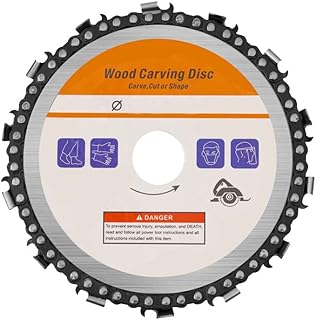 Wood Carving Disc
Carve,Cut or Shape
Ø
DANGER
To prevent serious injury, amputation, and DEATH,
read and follow all power tool instructions and all
instructions included with this item.